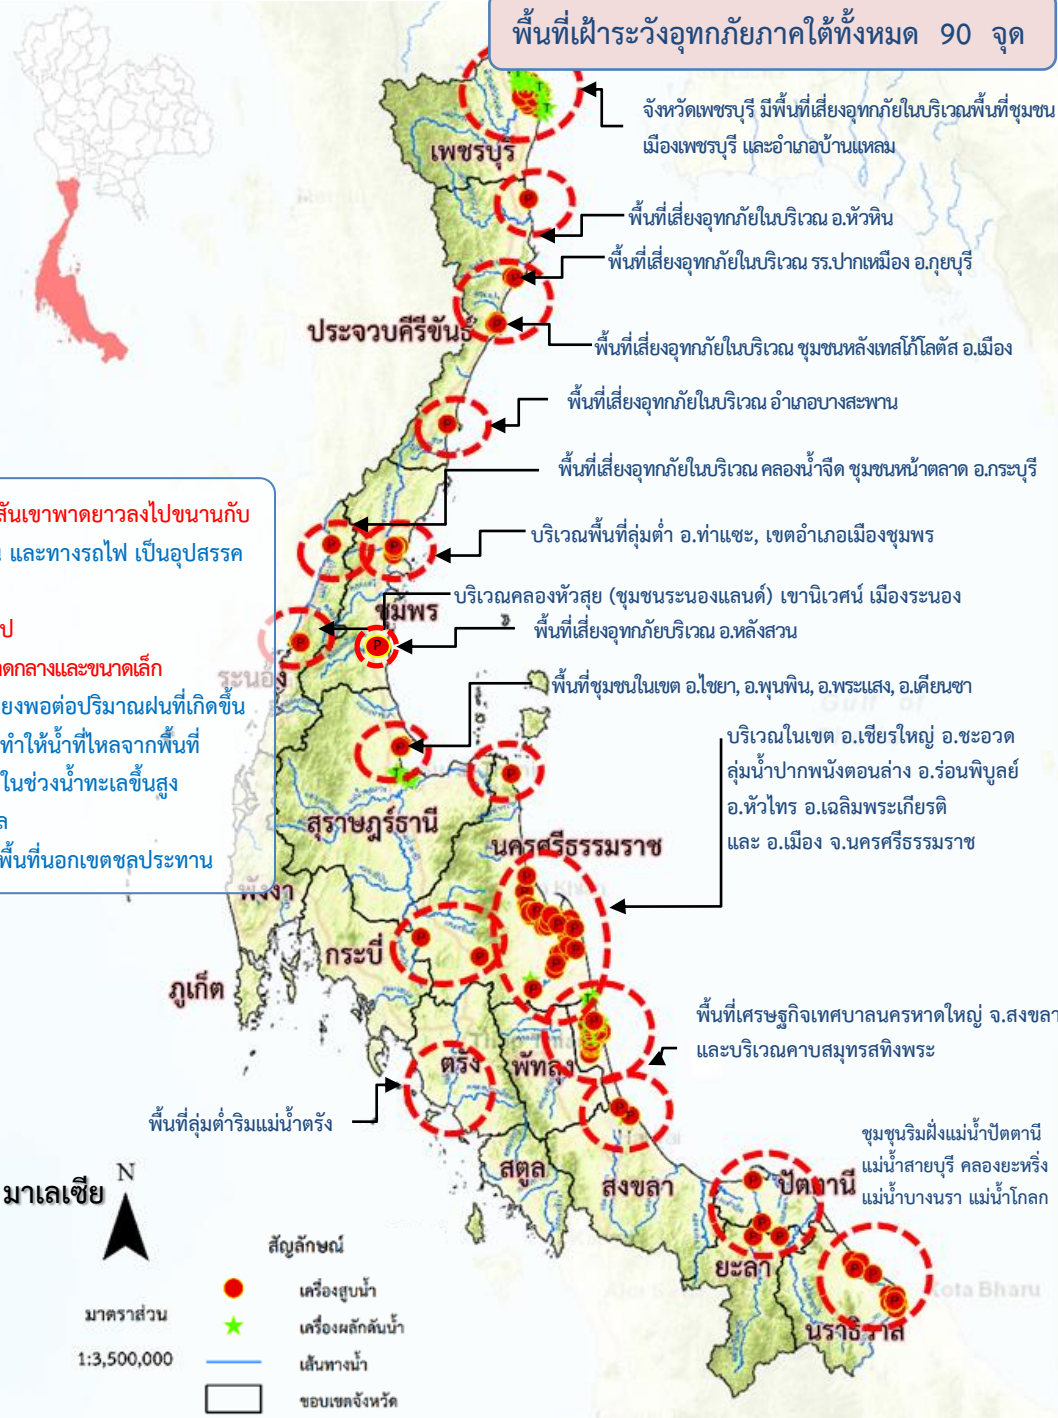 พื้นที่เฝ้าระวังอุทกภัยภาคใต้ทั้งหมด 90 จุด
จังหวัดเพชรบุรี มีพื้นที่เสี่ยงอุทกภัยในบริเวณพื้นที่ชุมชน
เมืองเพชรบุรี และอำเภอบ้านแหลม
เพชรบุรี
พื้นที่เสี่ยงอุทกภัยในบริเวณ อ.หัวหิน
พื้นที่เสี่ยงอุทกภัยในบริเวณ รร.ปากเหมือง อ.กุยบุรี
ประจวบคีรีขันธ์
พื้นที่เสี่ยงอุทกภัยในบริเวณ ชุมชนหลังเทสโก้โลตัส อ.เมือง
พื้นที่เสี่ยงอุทกภัยในบริเวณ อำเภอบางสะพาน
พื้นที่เสี่ยงอุทกภัยในบริเวณ คลองน้ำจืด ชุมชนหน้าตลาด อ.กระบุรี
สันเขาพาดยาวลงไปขนานกับ
และทางรถไฟ เป็นอุปสรรค
บริเวณพื้นที่ลุ่มต่ำ อ.ท่าแซะ, เขตอำเภอเมืองชุมพร
บริเวณคลองหัวสุย (ชุมชนระนองแลนด์) เขานิเวศน์ เมืองระนอง
ชุมพร
พื้นที่เสี่ยงอุทกภัยบริเวณ อ.หลังสวน
ดกลางและขนาดเล็ก
ระนอง
พื้นที่ชุมชนในเขต อ.ไชยา, อ.พุนพิน, อ.พระแสง, อ.เคียนซา
ยงพอต่อปริมาณฝนที่เกิดขึ้น
Gulf of
ทำให้น้ำที่ไหลจากพื้นที่
ในช่วงน้ำทะเลขึ้นสูง
บริเวณในเขต อ.เชียรใหญ่ อ.ชะอวด
ลุ่มน้ำปากพนังตอนล่าง อ.ร่อนพิบูลย์
อ.หัวไทร อ.เฉลิมพระเกียรติ
และ อ.เมือง จ.นครศรีธรรมราช
พื้นที่นอกเขตชลประทาน
สุราษฎร์ธานี
นครศรีธรรมราช
พังงา
กระบี่
ภูเก็ต
พื้นที่เศรษฐกิจเทศบาลนครหาดใหญ่ จ.สงขลา
และบริเวณคาบสมุทรสทิงพระ
ตรัง
พัทลุง
พื้นที่ลุ่มต่ำริมแม่น้ำตรัง
ชุมชุนริมฝั่งแม่น้ำปัตตานี
แม่น้ำสายบุรี คลองยะหริ่ง
แม่น้ำบางนรา แม่น้ำโกลก
สตูล
สงขลา
ปัตตานี
ยะลา
นราธิวาส
Kota Bharu
มาเลเซีย
N
มาตราส่วน
1:3,500,000
สัญลักษณ์
เครื่องสูบน้ำ
เครื่องผลักดันน้ำ
เส้นทางน้ำ
ขอบเขตจังหวัด